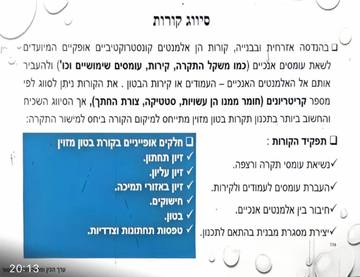 סיווג קורות
בהנדסה אזרחית ובבנייה, קורות הן אלמנטים קונסטרוקטיביים אופקיים המיועדים
לשאת עומסים אנכיים (כמו משקל התקרה, קירות, עומסים שימושיים וכו') ולהעביר
אותם אל האלמנטים האנכיים – העמודים או קירות הבטון. את הקורות ניתן לסווג לפי
מספר קריטריונים (חומר ממנו הן עשויות, סטטיקה, צורת החתך), אך הסיווג השכיח
והחשוב ביותר בתכנון תקרות בטון מזוין מתייחס למיקום הקורה ביחס למישור התקרה:
תפקיד הקורות :
✓נשיאת עומסי תקרה ורצפה.
✓העברת עומסים לעמודים ולקירות.
✓חיבור בין אלמנטים אנכיים.
✓יצירת מסגרת מבנית בהתאם לתכנון.
חלקים אופייניים בקורת בטון מזוין
✓זיון תחתון.
✓זיון עליון.
✓זיון באזורי תמיכה.
✓חישוקים.
✓בטון.
✓טפסות תחתונות וצדדיות.
20:13